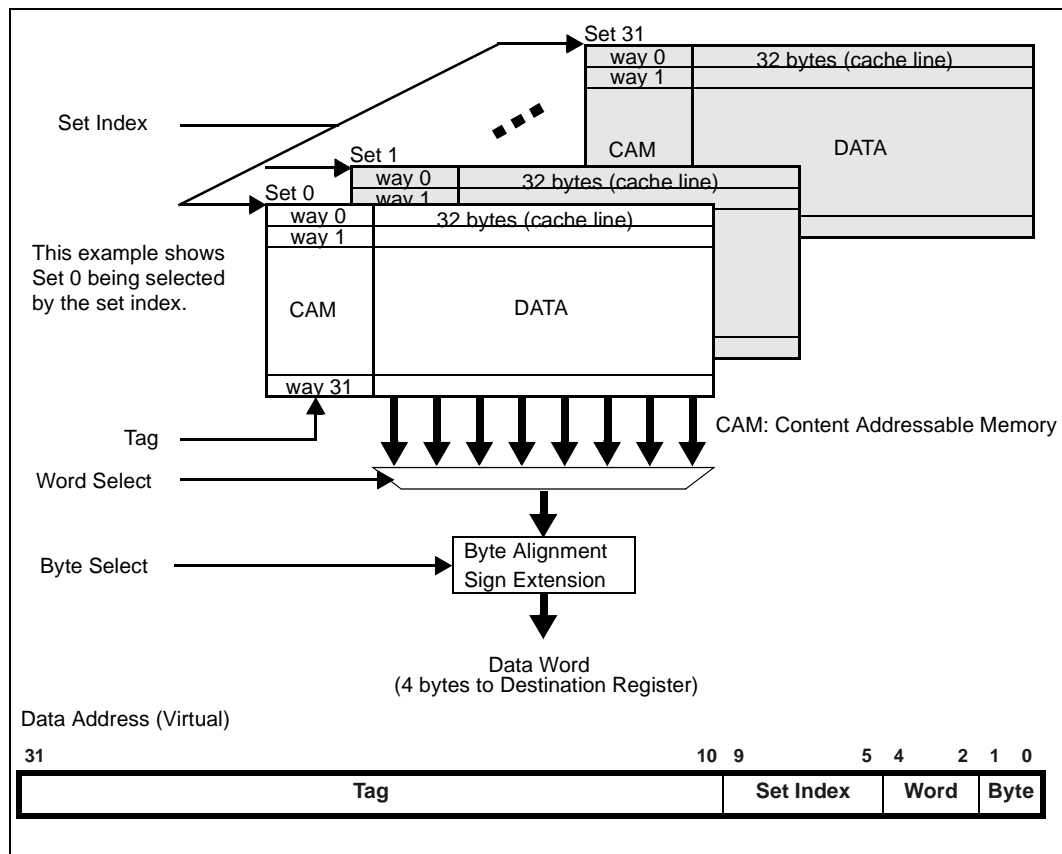 Set 31
way 0 32 bytes (cache line)
way 1
CAM DATA
Set Index
Set 1
way 0 32 bytes (cache line)
way 1
Set 0
way 0 32 bytes (cache line)
way 1
This example shows
Set 0 being selected
by the set index.
CAM DATA
way 31
CAM: Content Addressable Memory
Tag
Word Select
Byte Select
Byte Alignment
Sign Extension
Data Word
(4 bytes to Destination Register)
Data Address (Virtual)
31 10 9 5 4 2 1 0
Tag Set Index Word Byte